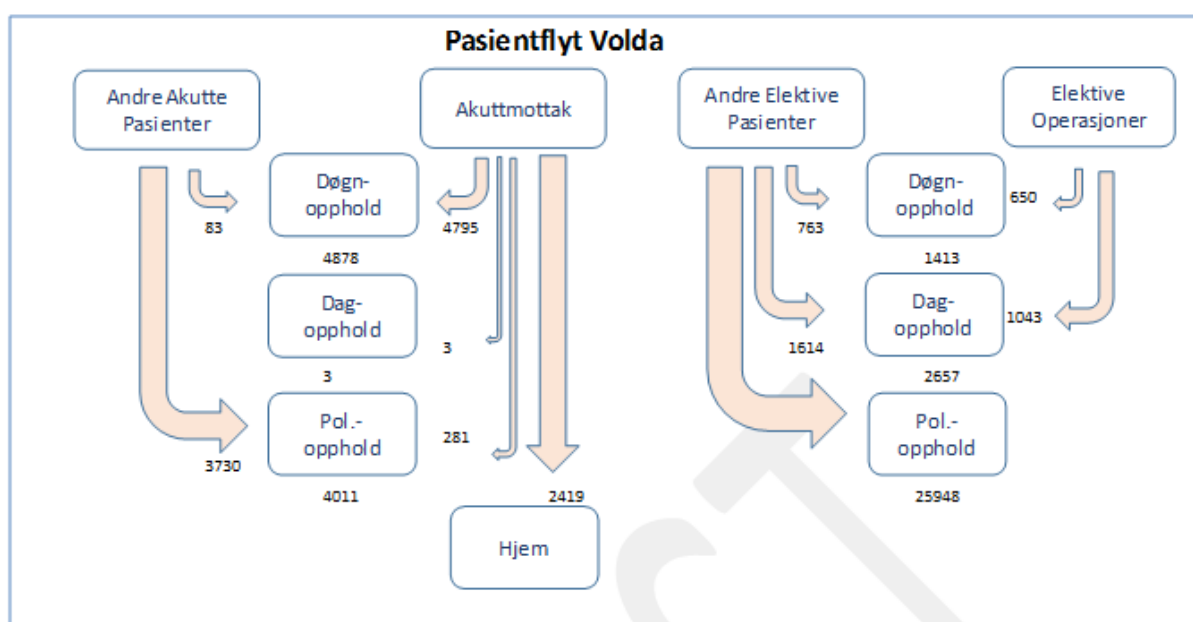 Pasientflyt Volda
Andre Akutte
Pasienter
Akuttmottak
Andre Elektive
Pasienter
Elektive
Operasjoner
Døgn-
opphold
83
4795
4878
Døgn-
opphold
763
650
1413
Dag-
opphold
3
3
Dag-
opphold
1043
1614
2657
Pol.-
opphold
281
3730
4011
2419
Pol.-
opphold
25948
Hjem